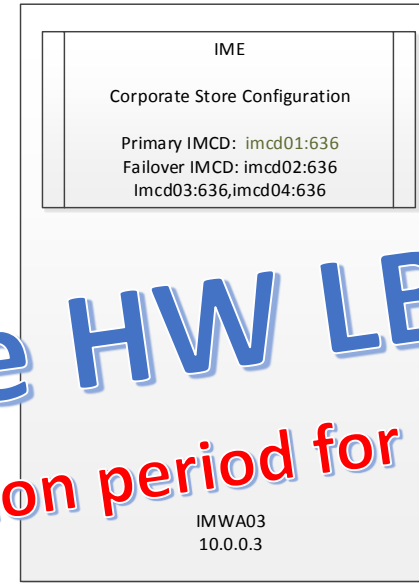 IME
Corporate Store Configuration
Primary IMCD: imcd01:636
Failover IMCD: imcd02:636
Imcd03:636,imcd04:636
e HW LB
on period for
IMWA03
10.0.0.3